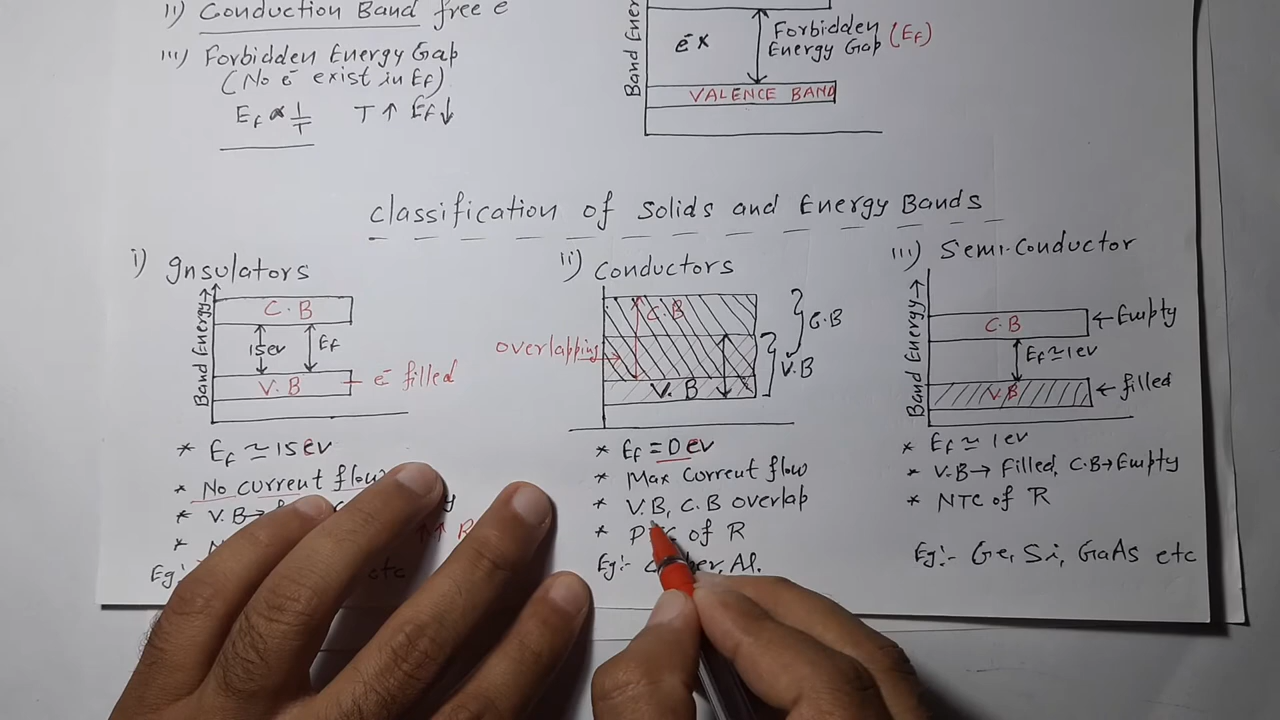 ii) Conduction Band free e
iii) Forbidden Energy Gap
(No e⁻ exist in EF)
EF ∝ 1/T T↑ EF↓
Band Energy
e⁻ x
Forbidden Energy Gap (EF)
VALENCE BAND
Classification of Solids and Energy Bands
i) Insulators
Band Energy→
C.B
15ev
EF
V.B
e⁻ filled
* EF ≃ 15ev
* No current flow
* V.B→
*
Eg:-
etc
ii) Conductors
C.B
overlapping
V.B
C.B
V.B
* EF = 0ev
* Max Current flow
* V.B, C.B overlap
* of R
Eg:- Al.
iii) Semi-Conductor
Band Energy→
C.B
←Empty
EF≃1ev
V.B
← filled
* EF ≃ 1ev
* V.B→ Filled, C.B→Empty
* NTC of R
Eg:- Ge, Si, GaAs etc